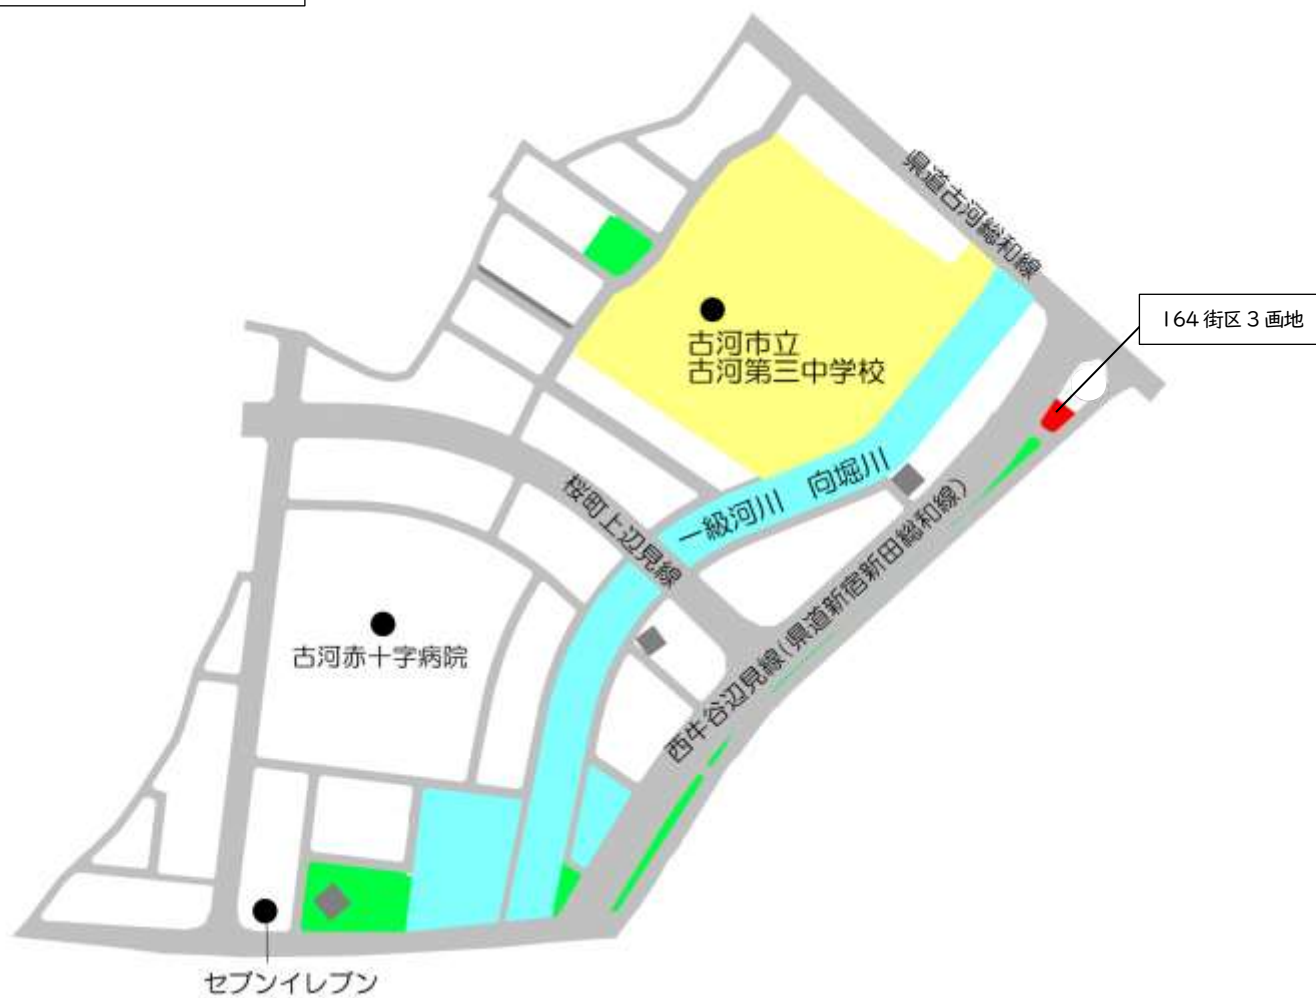 県道古河総和線
164街区3画地
古河市立
古河第三中学校
一級河川　向堀川
桜町上辺見線
西牛谷辺見線（県道新宿新田総和線）
古河赤十字病院
セブンイレブン